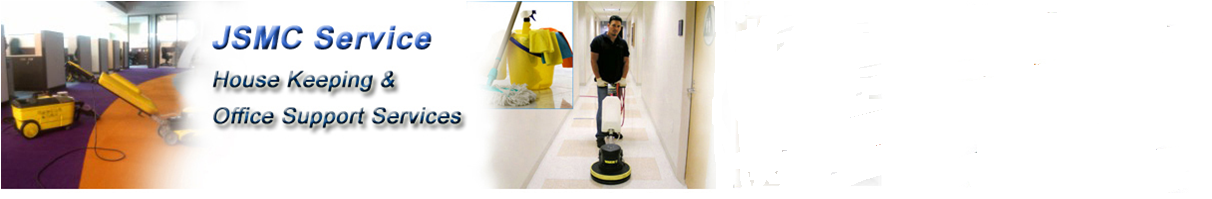 JSMC Service
House Keeping &
Office Support Services